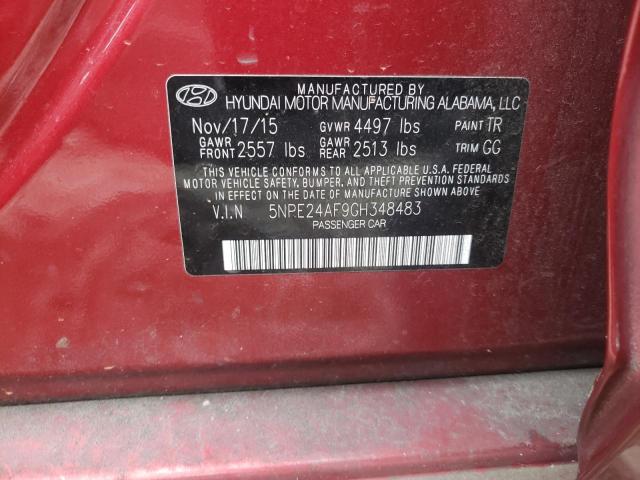 MANUFACTURED BY
HYUNDAI MOTOR MANUFACTURING ALABAMA, LLC
Nov/17/15 GVWR 4497 lbs PAINT TR
GAWR FRONT 2557 lbs GAWR REAR 2513 lbs TRIM GG
THIS VEHICLE CONFORMS TO ALL APPLICABLE U.S.A. FEDERAL
MOTOR VEHICLE SAFETY, BUMPER, AND THEFT PREVENTION STANDARDS
IN EFFECT ON THE DATE OF MANUFACTURE SHOWN ABOVE.
V.I.N 5NPE24AF9GH348483
PASSENGER CAR